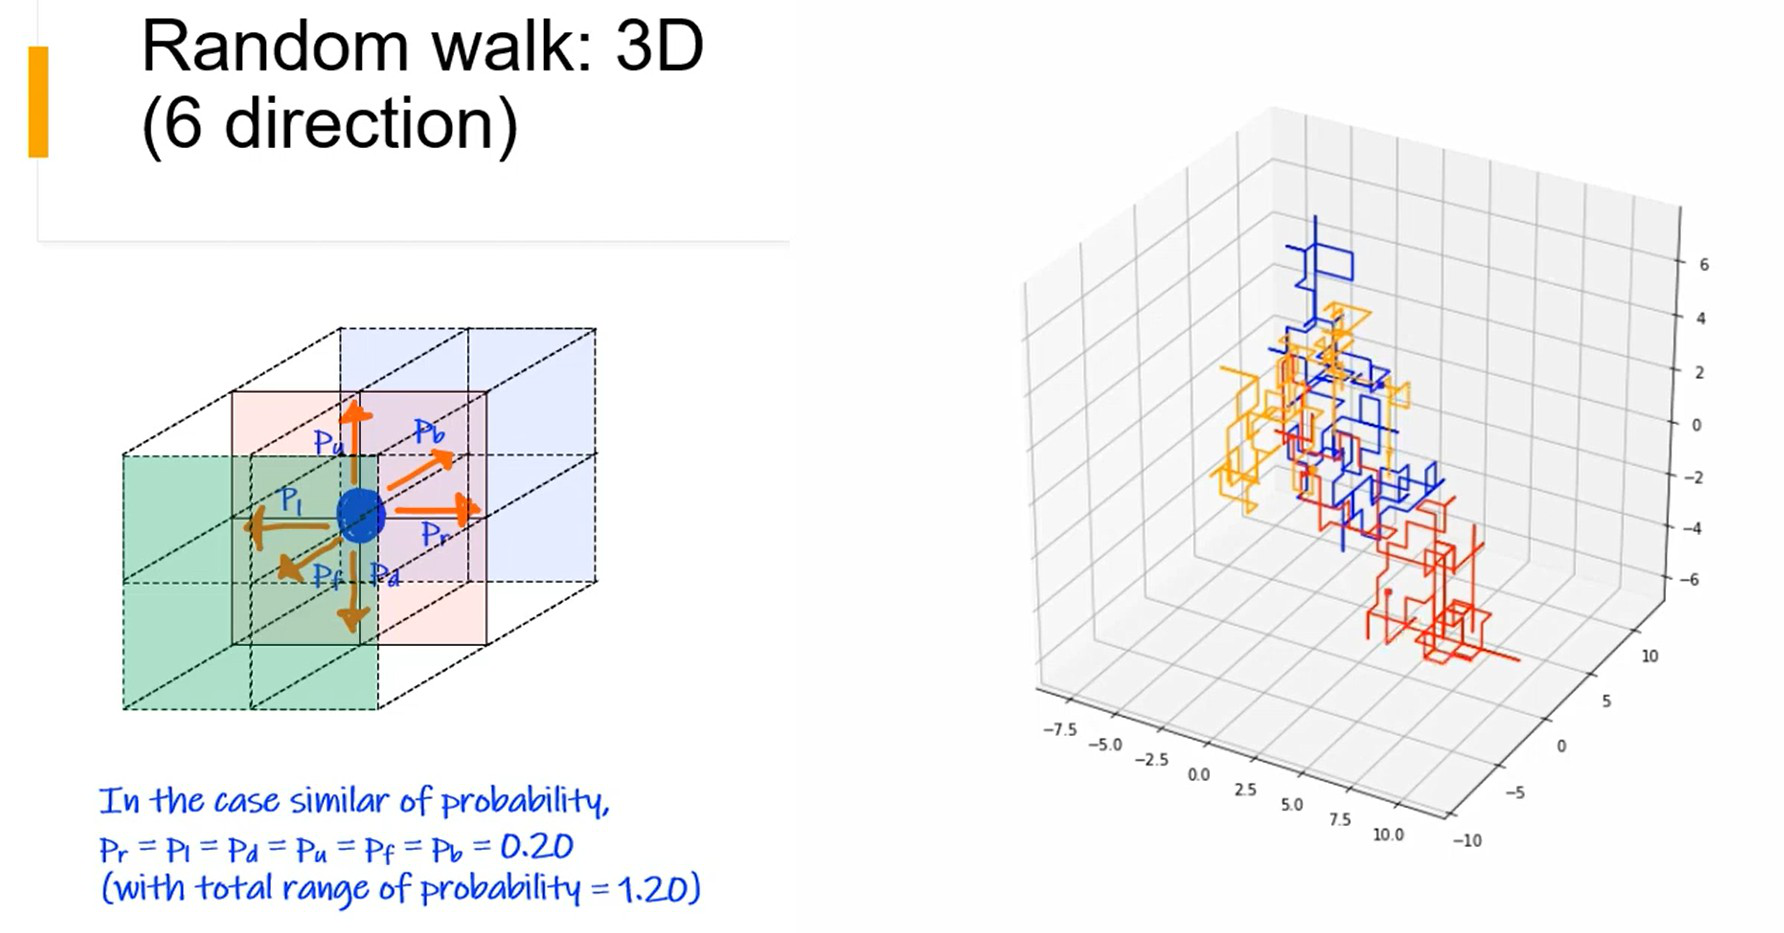 Random walk: 3D
(6 direction)
Pu
Pb
Pl
Pr
Pf
Pd
In the case similar of probability,
Pr = Pl = Pd = Pu = Pf = Pb = 0.20
(with total range of probability = 1.20)
6
4
2
0
−2
−4
−6
10
5
0
−5
−10
−7.5
−5.0
−2.5
0.0
2.5
5.0
7.5
10.0